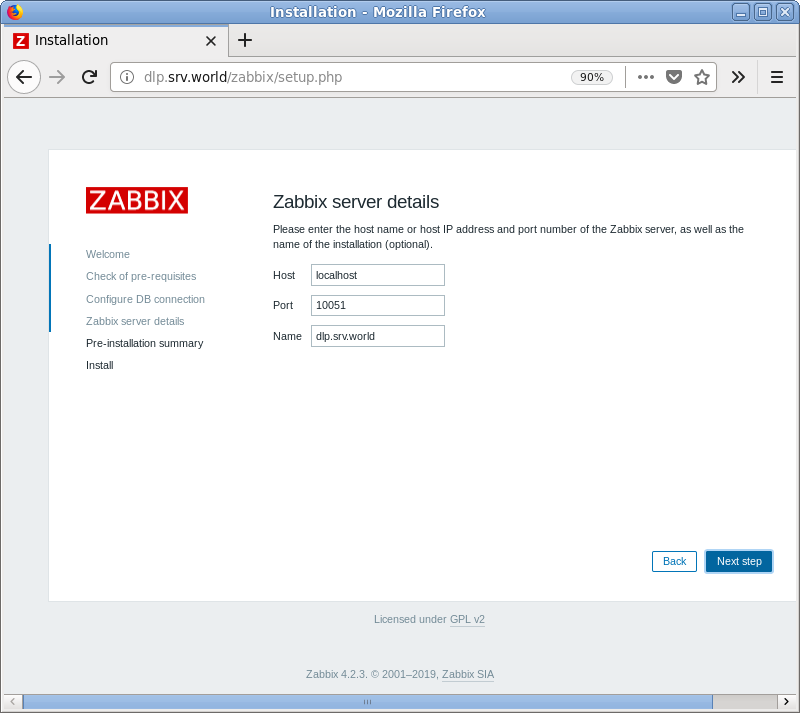 Installation - Mozilla Firefox
Z Installation
dlp.srv.world/zabbix/setup.php 90%
ZABBIX
Welcome
Check of pre-requisites
Configure DB connection
Zabbix server details
Pre-installation summary
Install
Zabbix server details
Please enter the host name or host IP address and port number of the Zabbix server, as well as the
name of the installation (optional).
Host localhost
Port 10051
Name dlp.srv.world
Back Next step
Licensed under GPL v2
Zabbix 4.2.3. © 2001–2019, Zabbix SIA